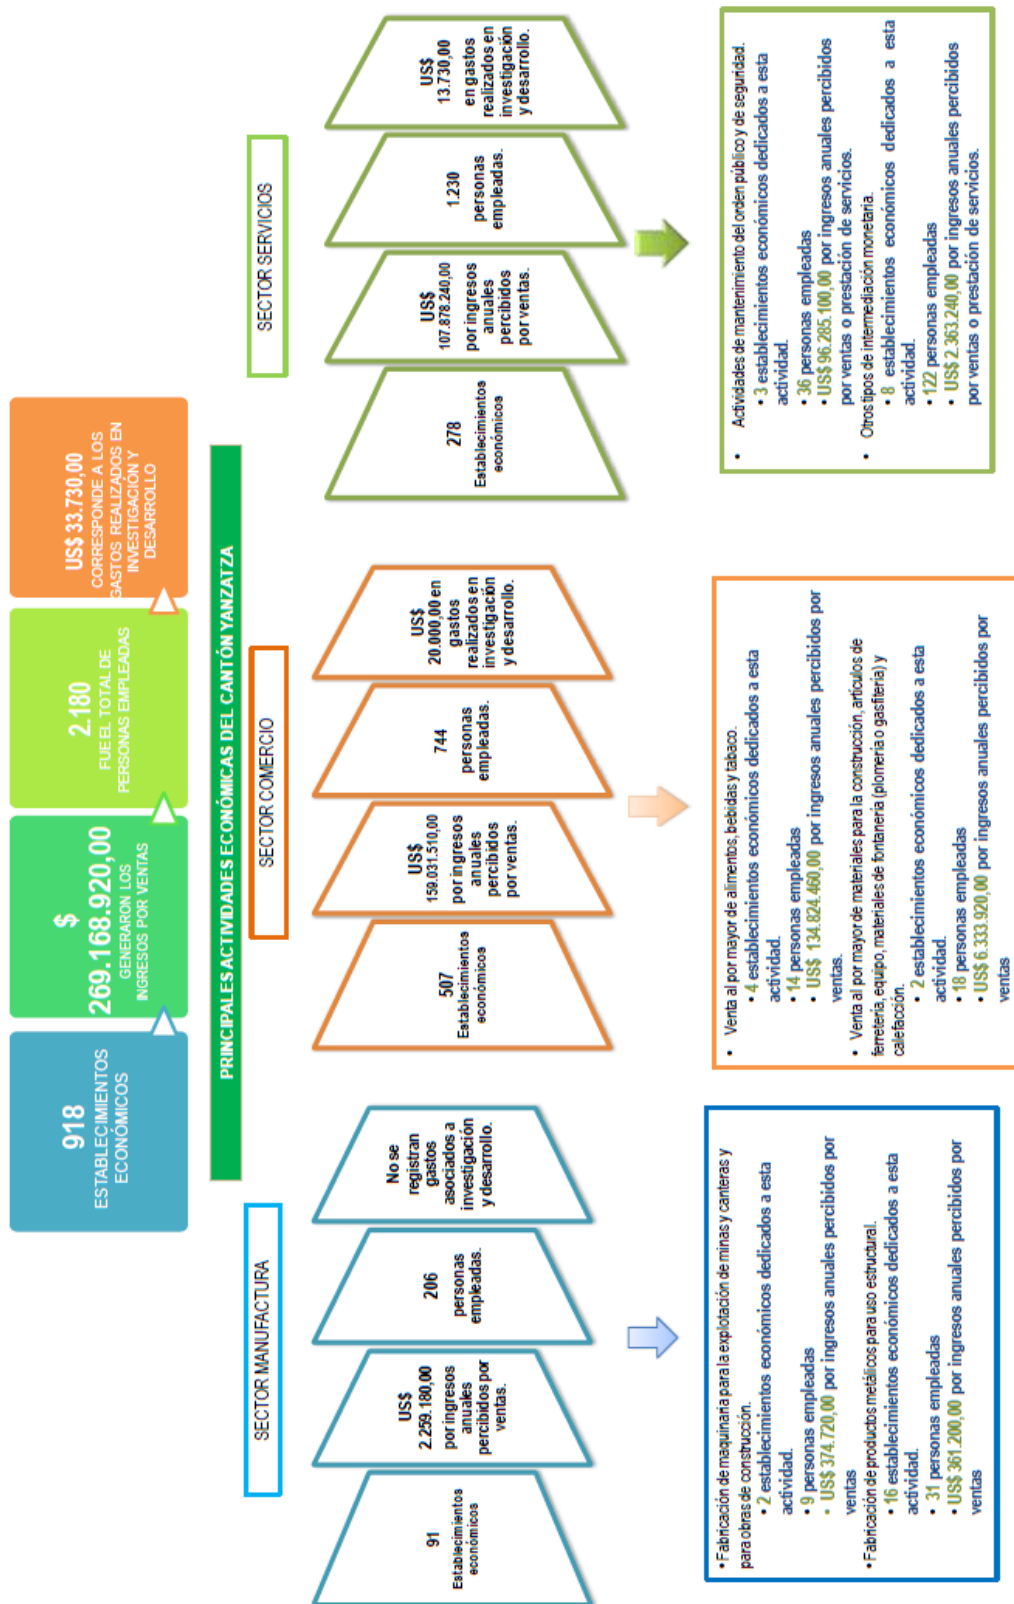 918
ESTABLECIMIENTOS
ECONÓMICOS
$
269.168.920,00
GENERARON LOS
INGRESOS POR VENTAS
2.180
FUE EL TOTAL DE
PERSONAS EMPLEADAS
US$ 33.730,00
CORRESPONDE A LOS
GASTOS REALIZADOS EN
INVESTIGACIÓN Y
DESARROLLO
PRINCIPALES ACTIVIDADES ECONÓMICAS DEL CANTÓN YANZATZA
SECTOR MANUFACTURA
91
Establecimientos
económicos
US$
2.259.180,00
por ingresos
anuales
percibidos por
ventas.
206
personas
empleadas.
No se
registran
gastos
asociados a
investigación
y desarrollo.
• Fabricación de maquinaria para la explotación de minas y canteras y
para obras de construcción.
• 2 establecimientos económicos dedicados a esta
actividad.
• 9 personas empleadas
• US$ 374.720,00 por ingresos anuales percibidos por
ventas
• Fabricación de productos metálicos para uso estructural.
• 16 establecimientos económicos dedicados a esta
actividad.
• 31 personas empleadas
• US$ 361.200,00 por ingresos anuales percibidos por
ventas
SECTOR COMERCIO
507
Establecimientos
económicos
US$
159.031.510,00
por ingresos
anuales
percibidos
por ventas.
744
personas
empleadas.
US$
20.000,00 en
gastos
realizados en
investigación
y desarrollo.
• Venta al por mayor de alimentos, bebidas y tabaco.
• 4 establecimientos económicos dedicados a esta
actividad.
• 14 personas empleadas
• US$ 134.824.460,00 por ingresos anuales percibidos por
ventas.
• Venta al por mayor de materiales para la construcción, artículos de
ferretería, equipo, materiales de fontanería (plomería o gasfitería) y
calefacción.
• 2 establecimientos económicos dedicados a esta
actividad.
• 18 personas empleadas
• US$ 6.333.920,00 por ingresos anuales percibidos por
ventas
SECTOR SERVICIOS
278
Establecimientos
económicos
US$
107.878.240,00
por ingresos
anuales
percibidos
por ventas.
1.230
personas
empleadas.
US$
13.730,00
en gastos
realizados en
investigación
y desarrollo.
• Actividades de mantenimiento del orden público y de seguridad.
• 3 establecimientos económicos dedicados a esta
actividad.
• 36 personas empleadas
• US$ 96.285.100,00 por ingresos anuales percibidos
por ventas o prestación de servicios.
• Otros tipos de intermediación monetaria.
• 8 establecimientos económicos dedicados a esta
actividad.
• 122 personas empleadas
• US$ 2.363.240,00 por ingresos anuales percibidos
por ventas o prestación de servicios.